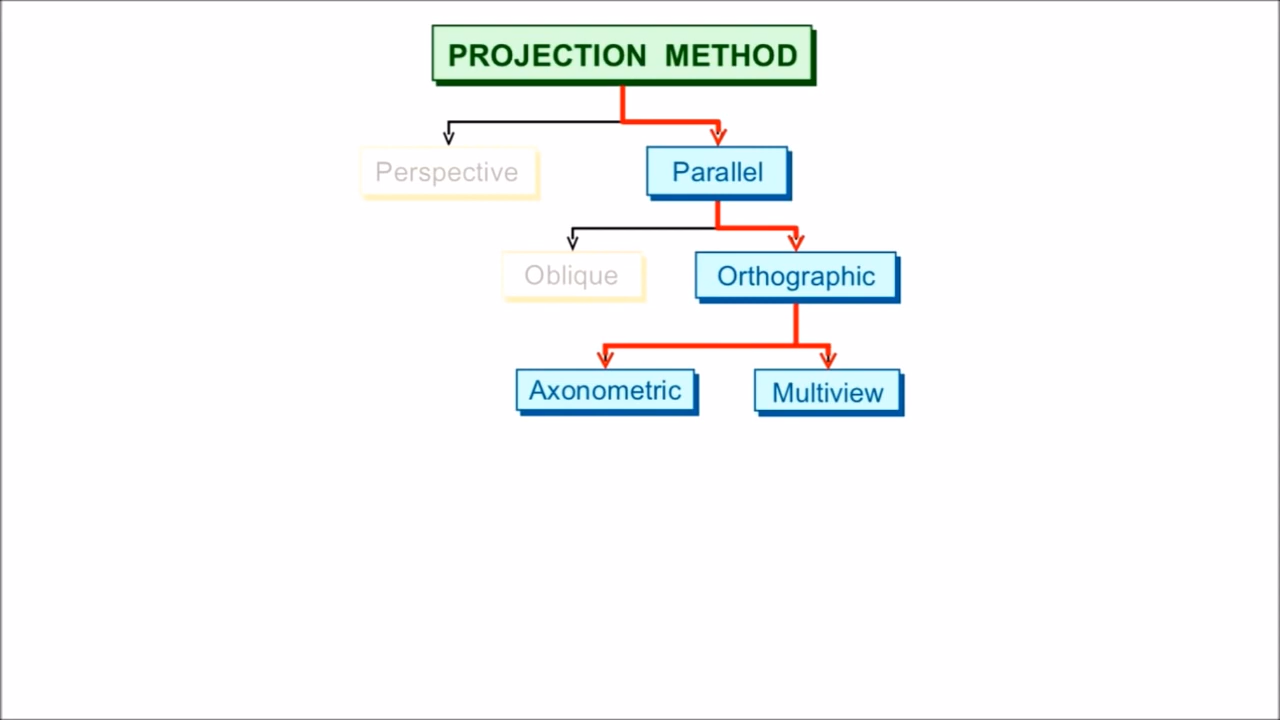 PROJECTION METHOD
Perspective
Parallel
Oblique
Orthographic
Axonometric
Multiview